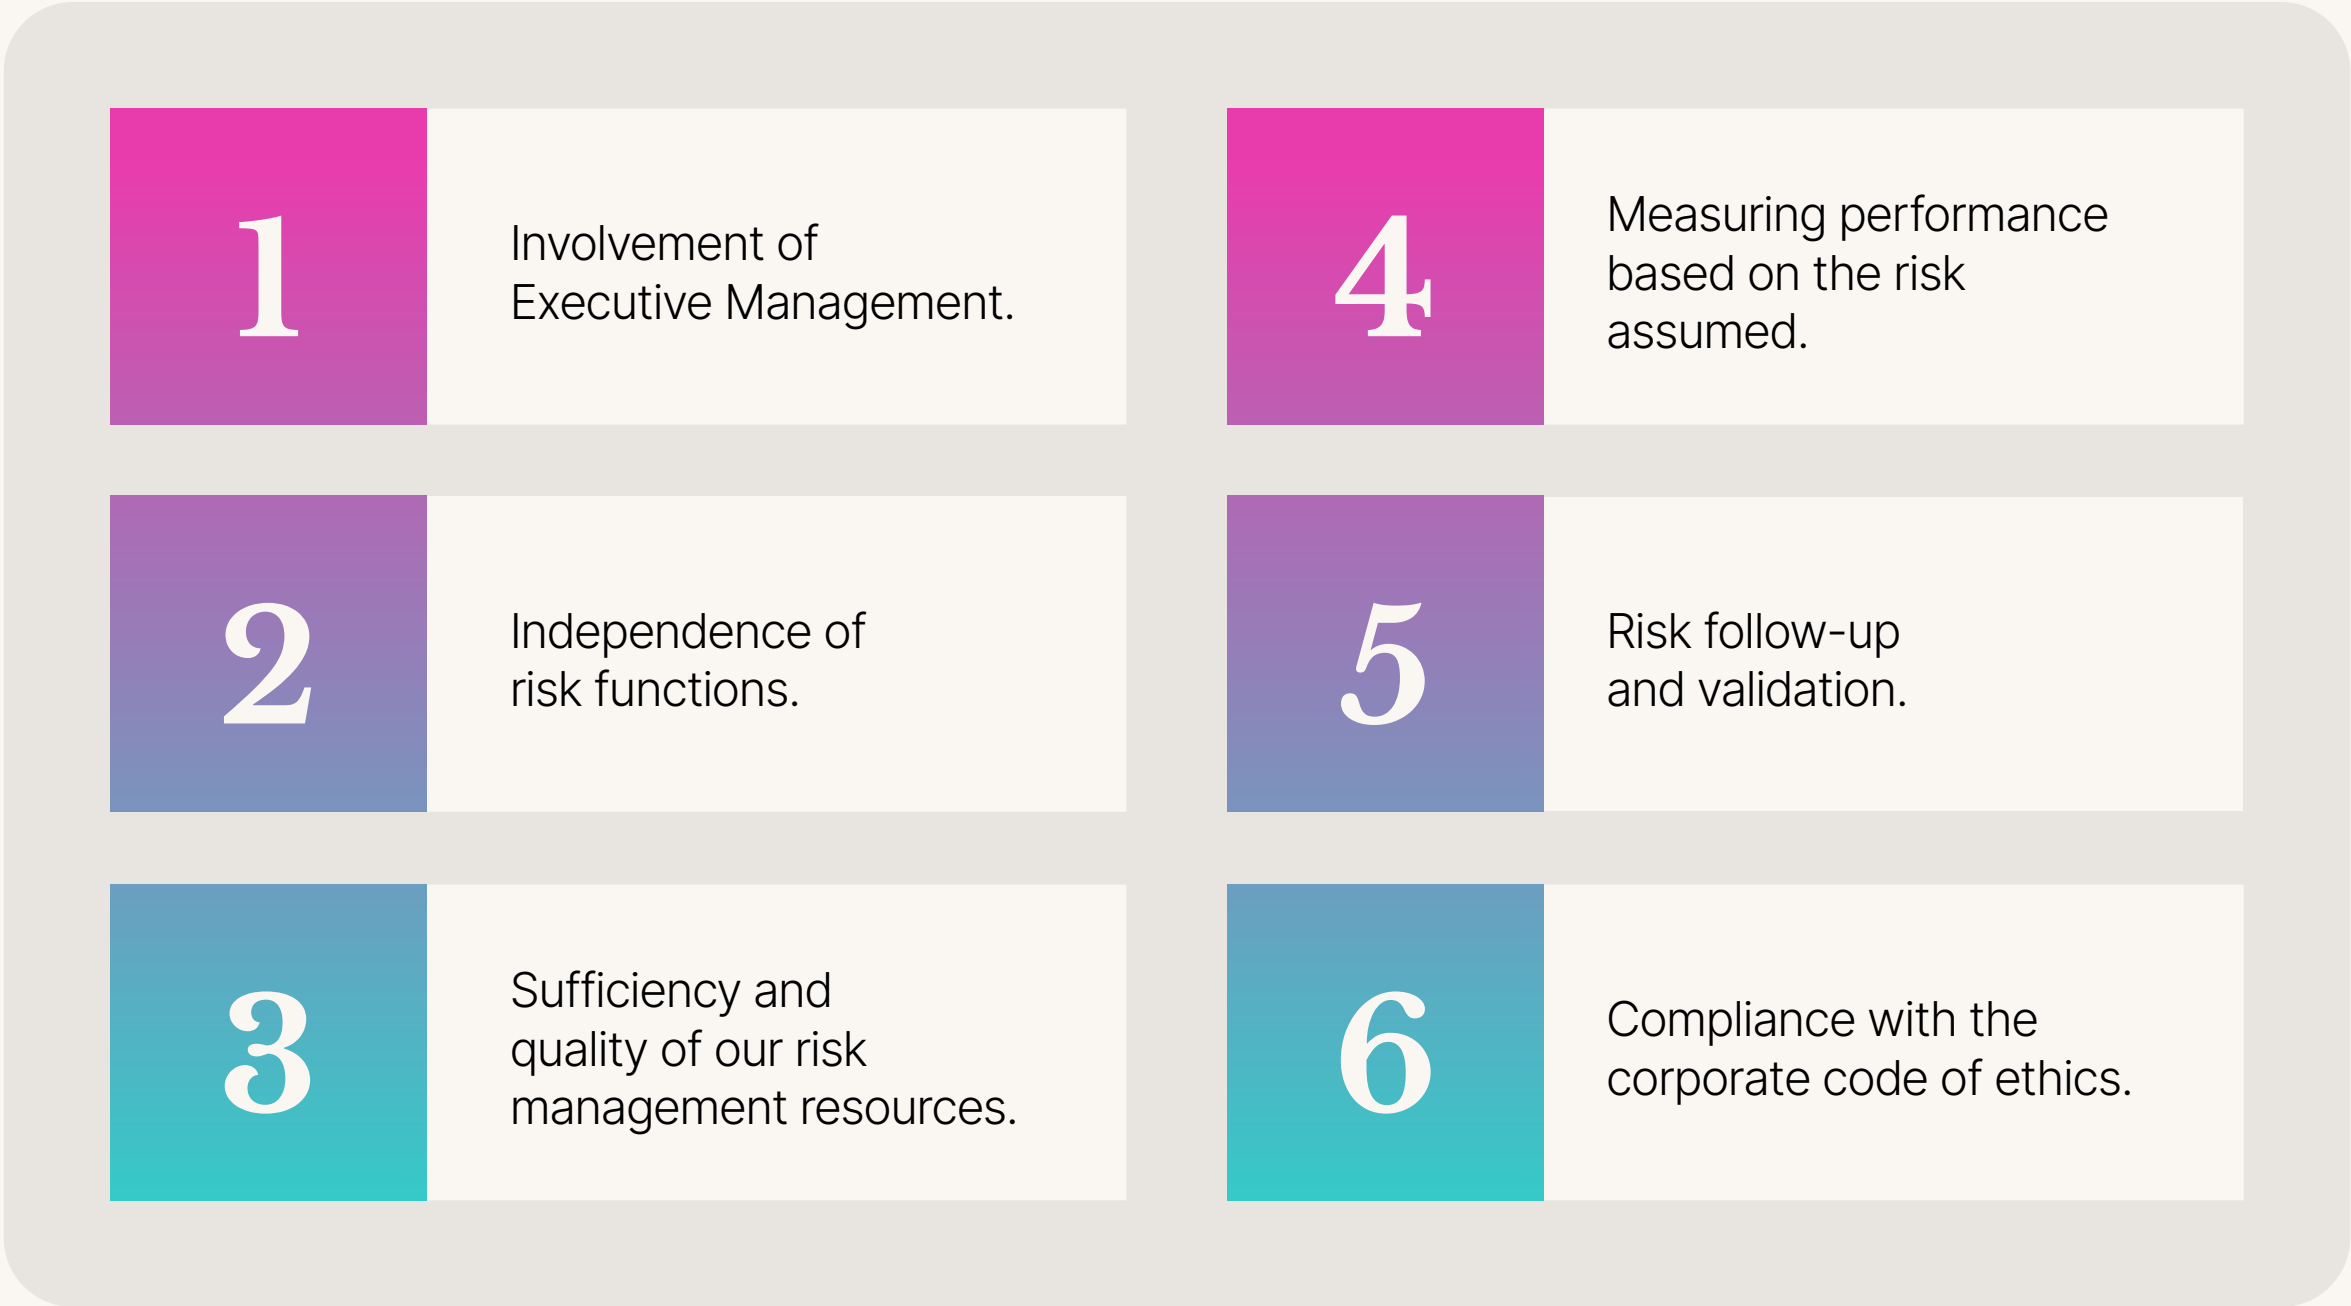 1
Involvement of
Executive Management.
2
Independence of
risk functions.
3
Sufficiency and
quality of our risk
management resources.
4
Measuring performance
based on the risk
assumed.
5
Risk follow-up
and validation.
6
Compliance with the
corporate code of ethics.